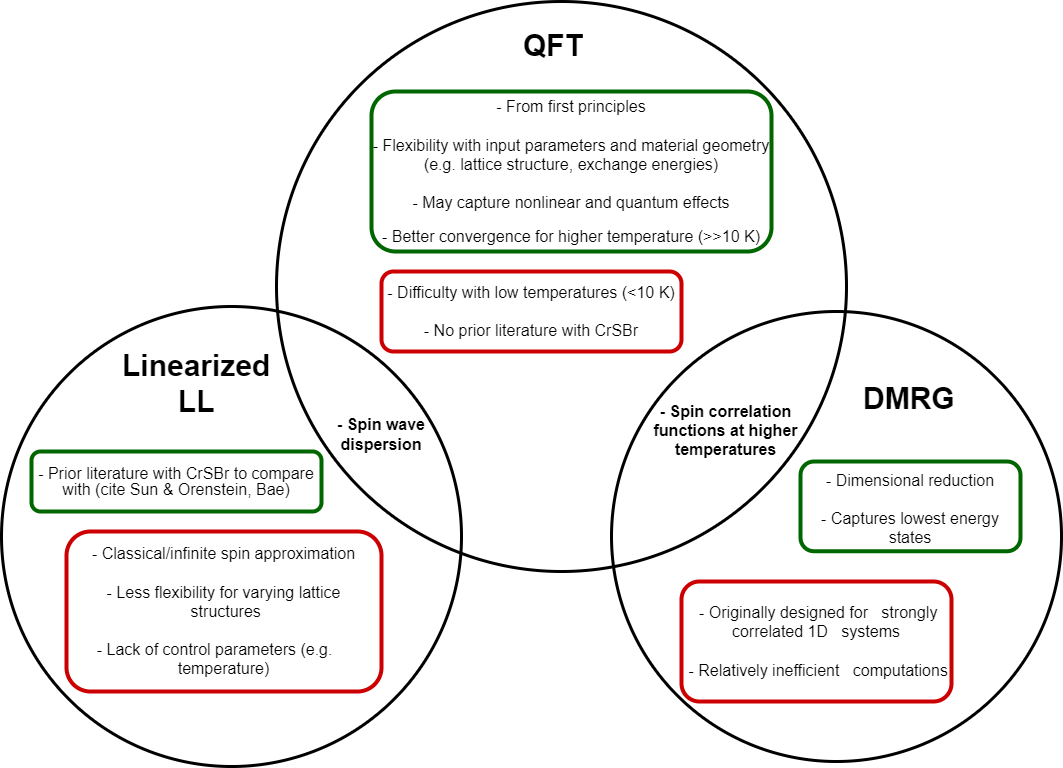 QFT
- From first principles
- Flexibility with input parameters and material geometry
(e.g. lattice structure, exchange energies)
- May capture nonlinear and quantum effects
- Better convergence for higher temperature (>>10 K)
- Difficulty with low temperatures (<10 K)
- No prior literature with CrSBr
Linearized
LL
- Spin wave
dispersion
- Prior literature with CrSBr to compare
with (cite Sun & Orenstein, Bae)
- Classical/infinite spin approximation
- Less flexibility for varying lattice
structures
- Lack of control parameters (e.g.
temperature)
- Spin correlation
functions at higher
temperatures
DMRG
- Dimensional reduction
- Captures lowest energy
states
- Originally designed for strongly
correlated 1D systems
- Relatively inefficient computations